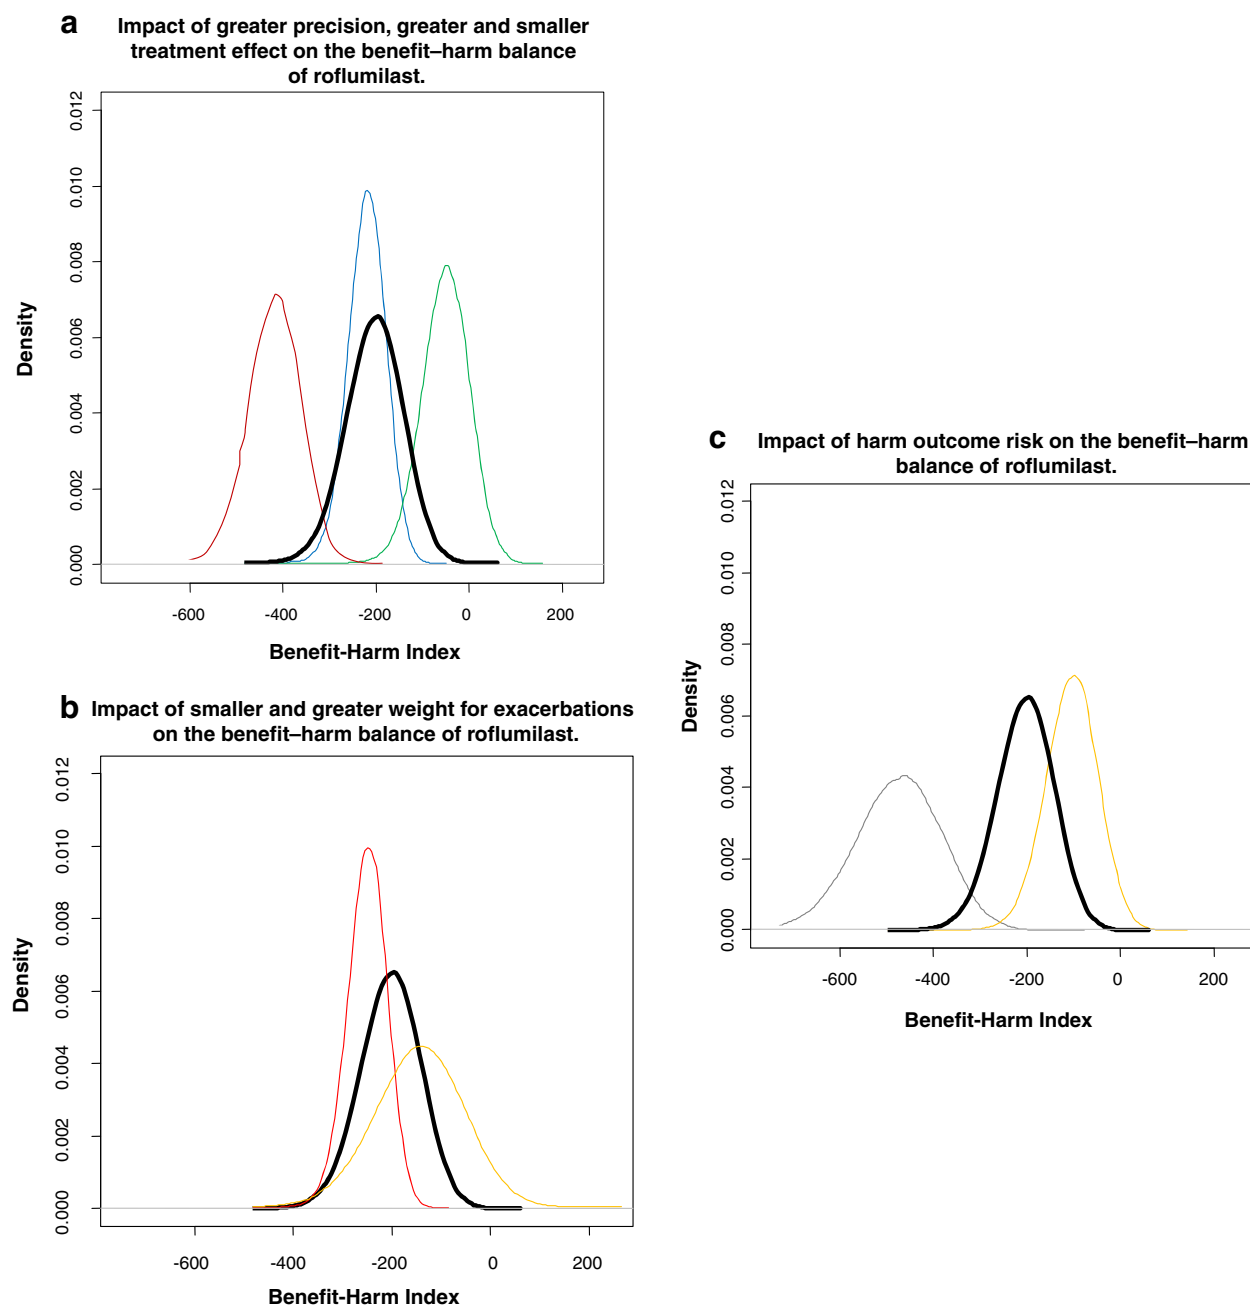 a
Impact of greater precision, greater and smaller
treatment effect on the benefit–harm balance
of roflumilast.
0.012
0.010
0.008
0.006
0.004
0.002
0.000
Density
-600 -400 -200 0 200
Benefit-Harm Index
b
Impact of smaller and greater weight for exacerbations
on the benefit–harm balance of roflumilast.
0.012
0.010
0.008
0.006
0.004
0.002
0.000
Density
-600 -400 -200 0 200
Benefit-Harm Index
c
Impact of harm outcome risk on the benefit–harm
balance of roflumilast.
0.012
0.010
0.008
0.006
0.004
0.002
0.000
Density
-600 -400 -200 0 200
Benefit-Harm Index